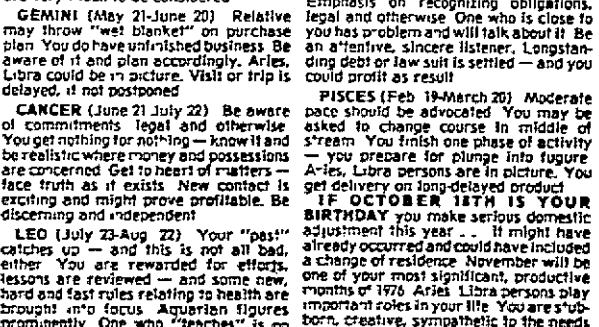 GEMINI (May 21-June 20) Relative
may throw "wet blanket" on purchase
plan You do have unfinished business Be
aware of it and plan accordingly. Aries,
Libra could be in picture. Visit or trip is
delayed, if not postponed
CANCER (June 21 July 22) Be aware
of commitments legal and otherwise
You get nothing for nothing — know it and
be realistic where money and possessions
are concerned Get to heart of matters —
face truth as it exists New contact is
exciting and might prove profitable. Be
discerning and independent
LEO (July 23-Aug 22) Your "past"
catches up — and this is not all bad,
either You are rewarded for efforts,
lessons are reviewed — and some new,
hard and fast rules relating to health are
brought into focus Aquarian figures
prominently One who "teaches" is on
Emphasis on recognizing obligations,
legal and otherwise One who is close to
you has problem and will talk about it Be
an attentive, sincere listener. Longstan-
ding debt or law suit is settled — and you
could profit as result
PISCES (Feb 19-March 20) Moderate
pace should be advocated You may be
asked to change course in middle of
stream You finish one phase of activity
— you prepare for plunge into fugure
Aries, Libra persons are in picture. You
get delivery on long-delayed product
IF OCTOBER 18TH IS YOUR
BIRTHDAY you make serious domestic
adjustment this year .. It might have
already occurred and could have included
a change of residence November will be
one of your most significant, productive
months of 1976 Aries Libra persons play
important roles in your life You are stub-
born, creative, sympathetic to the needs